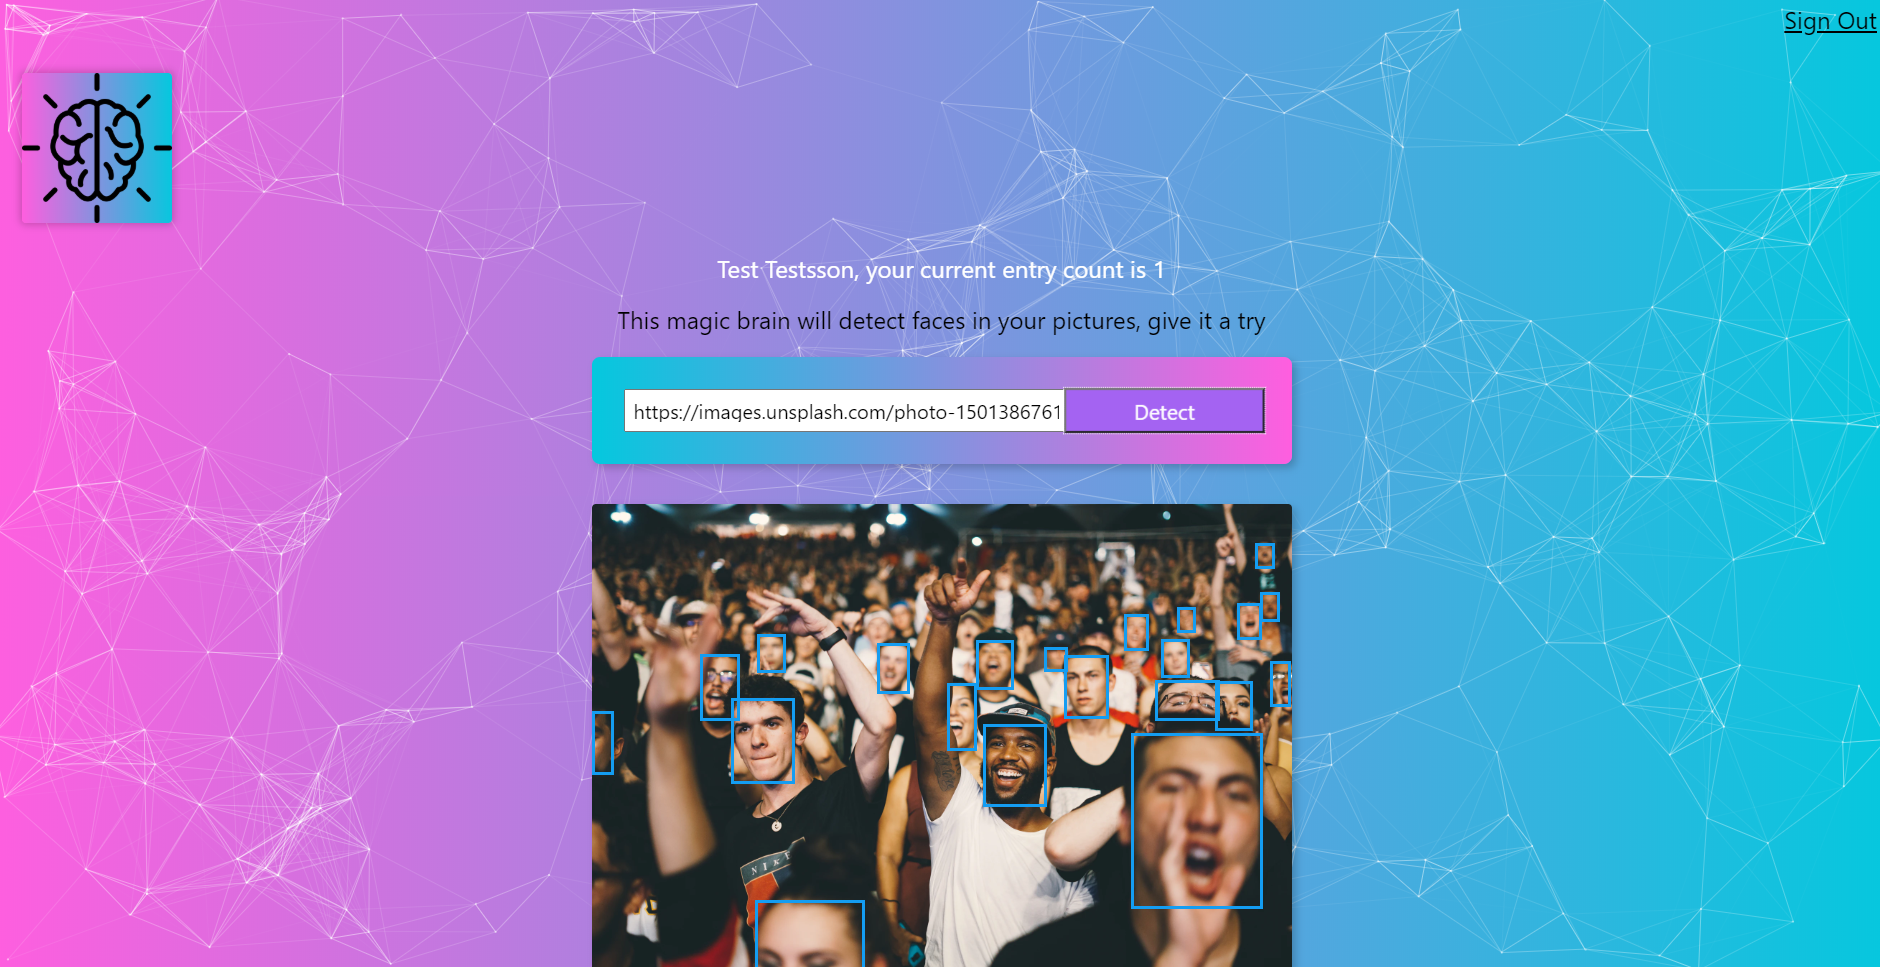 Sign Out
Test Testsson, your current entry count is 1
This magic brain will detect faces in your pictures, give it a try
https://images.unsplash.com/photo-1501386761
Detect
NIKE